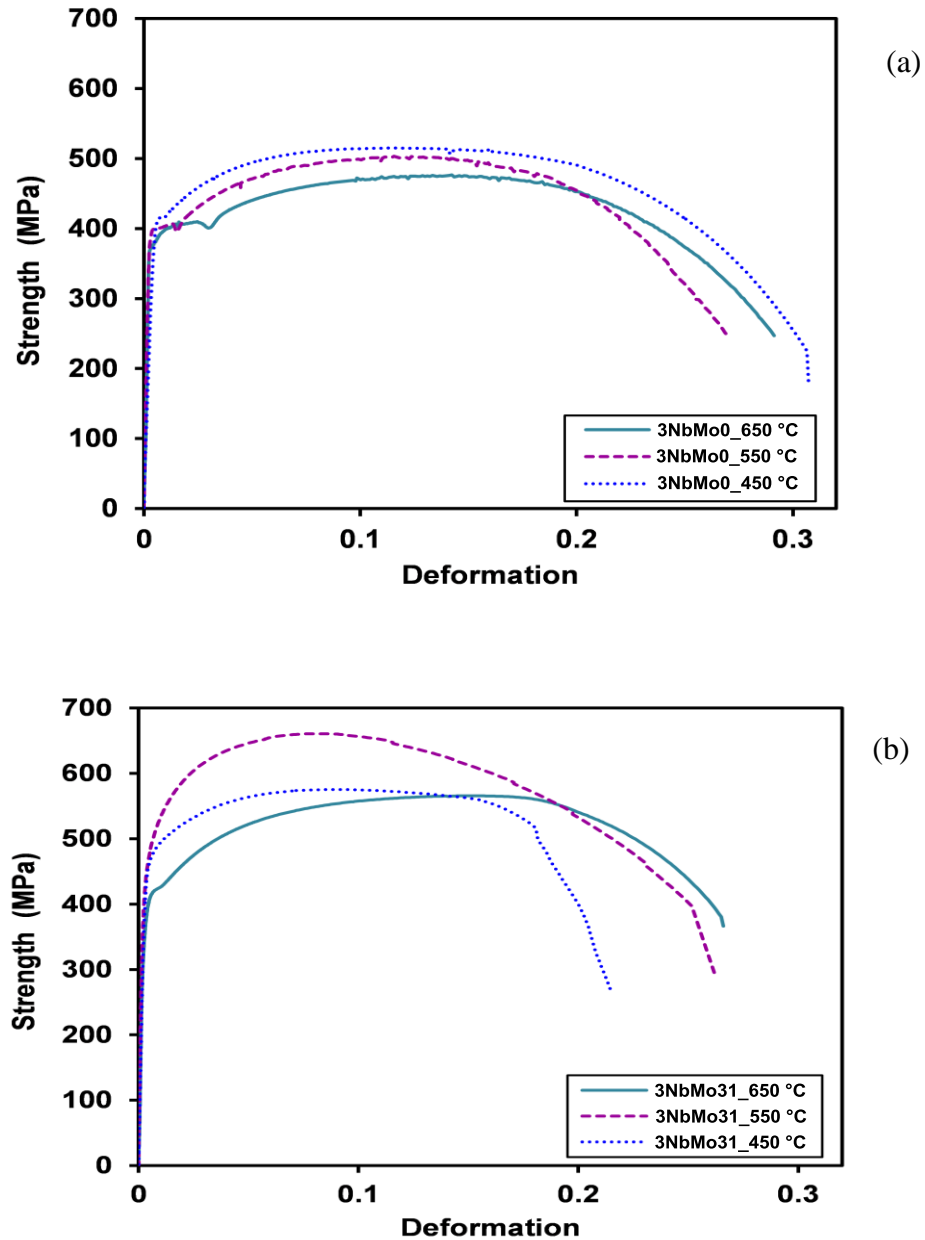 (a)
Strength (MPa)
700
600
500
400
300
200
100
0
0 0.1 0.2 0.3
Deformation
3NbMo0_650 °C
3NbMo0_550 °C
3NbMo0_450 °C
(b)
Strength (MPa)
700
600
500
400
300
200
100
0
0 0.1 0.2 0.3
Deformation
3NbMo31_650 °C
3NbMo31_550 °C
3NbMo31_450 °C